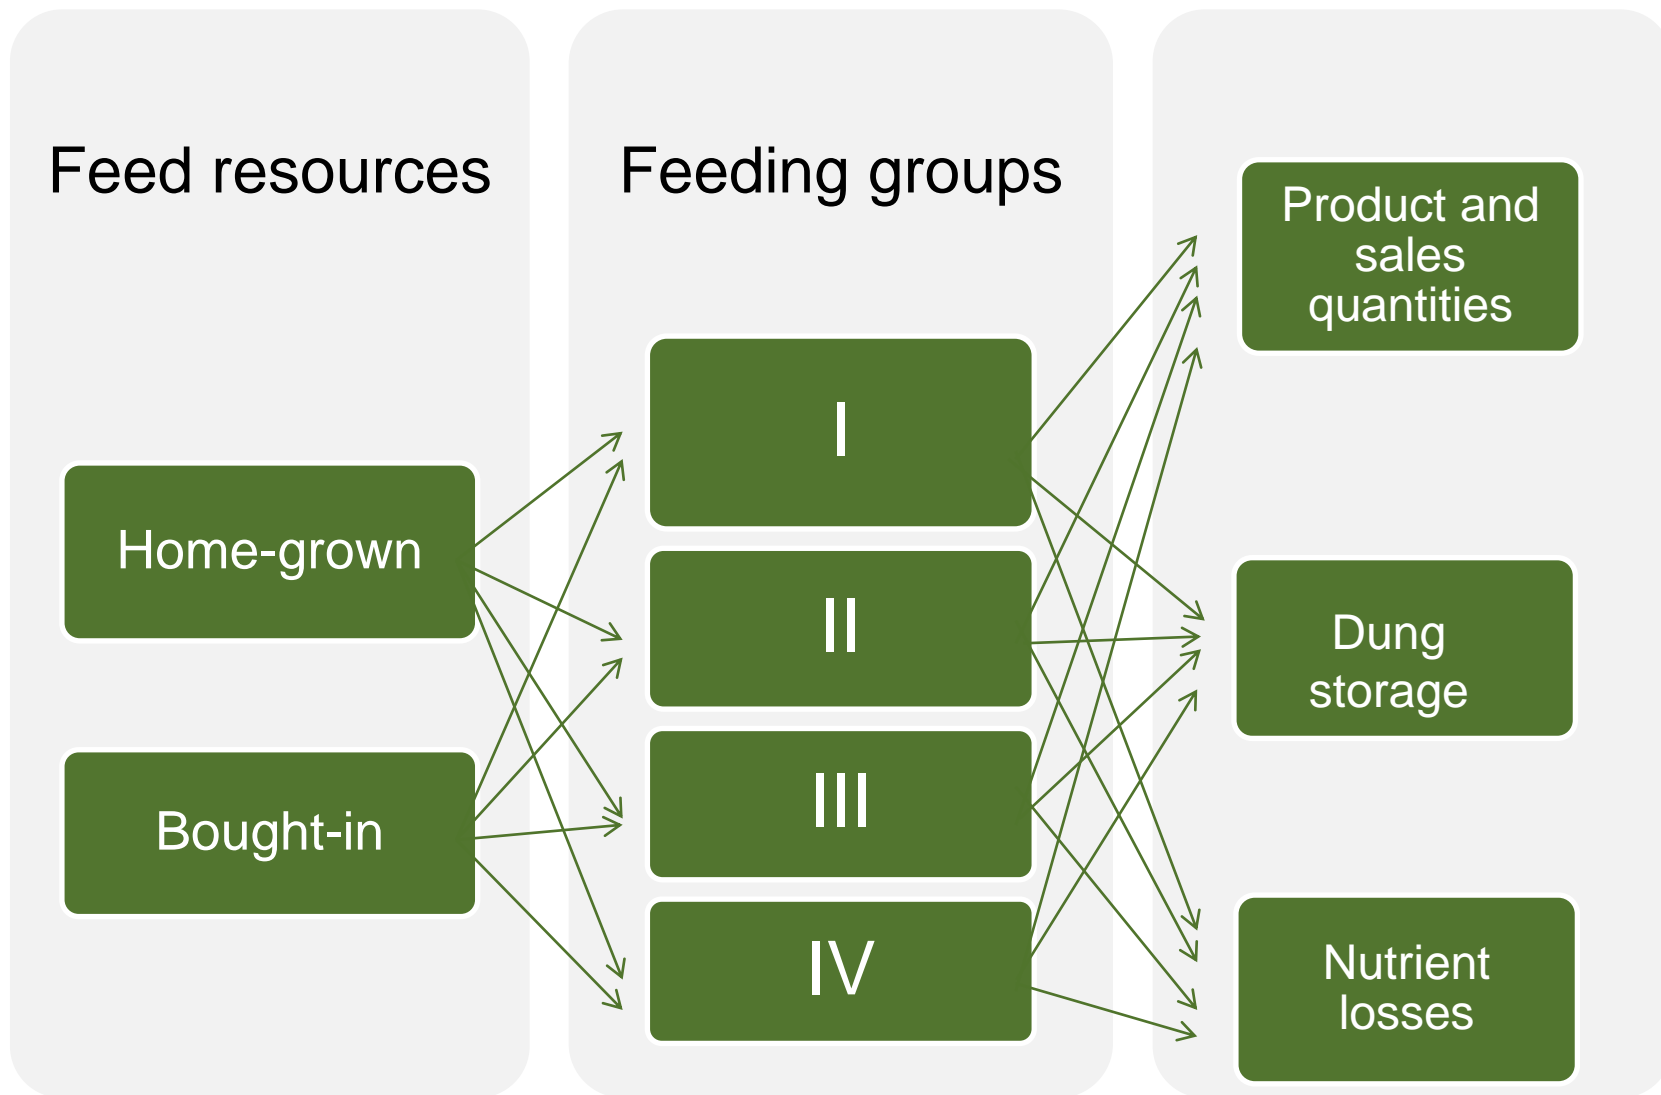 Feed resources
Home-grown
Bought-in
Feeding groups
I
II
III
IV
Product and
sales
quantities
Dung
storage
Nutrient
losses